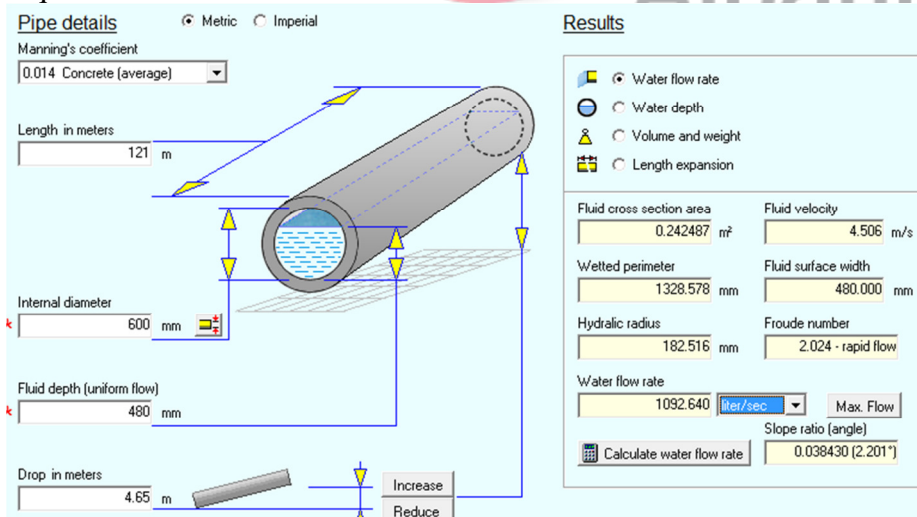 Pipe details
Metric
Imperial
Manning's coefficient
0.014 Concrete (average)
Length in meters
121 m
Internal diameter
* 600 mm
Fluid depth (uniform flow)
* 480 mm
Drop in meters
4.65 m
Increase
Reduce
Results
Water flow rate
Water depth
Volume and weight
Length expansion
Fluid cross section area
0.242487 m²
Fluid velocity
4.506 m/s
Wetted perimeter
1328.578 mm
Fluid surface width
480.000 mm
Hydralic radius
182.516 mm
Froude number
2.024 - rapid flow
Water flow rate
1092.640 liter/sec
Max. Flow
Slope ratio (angle)
Calculate water flow rate
0.038430 (2.201°)